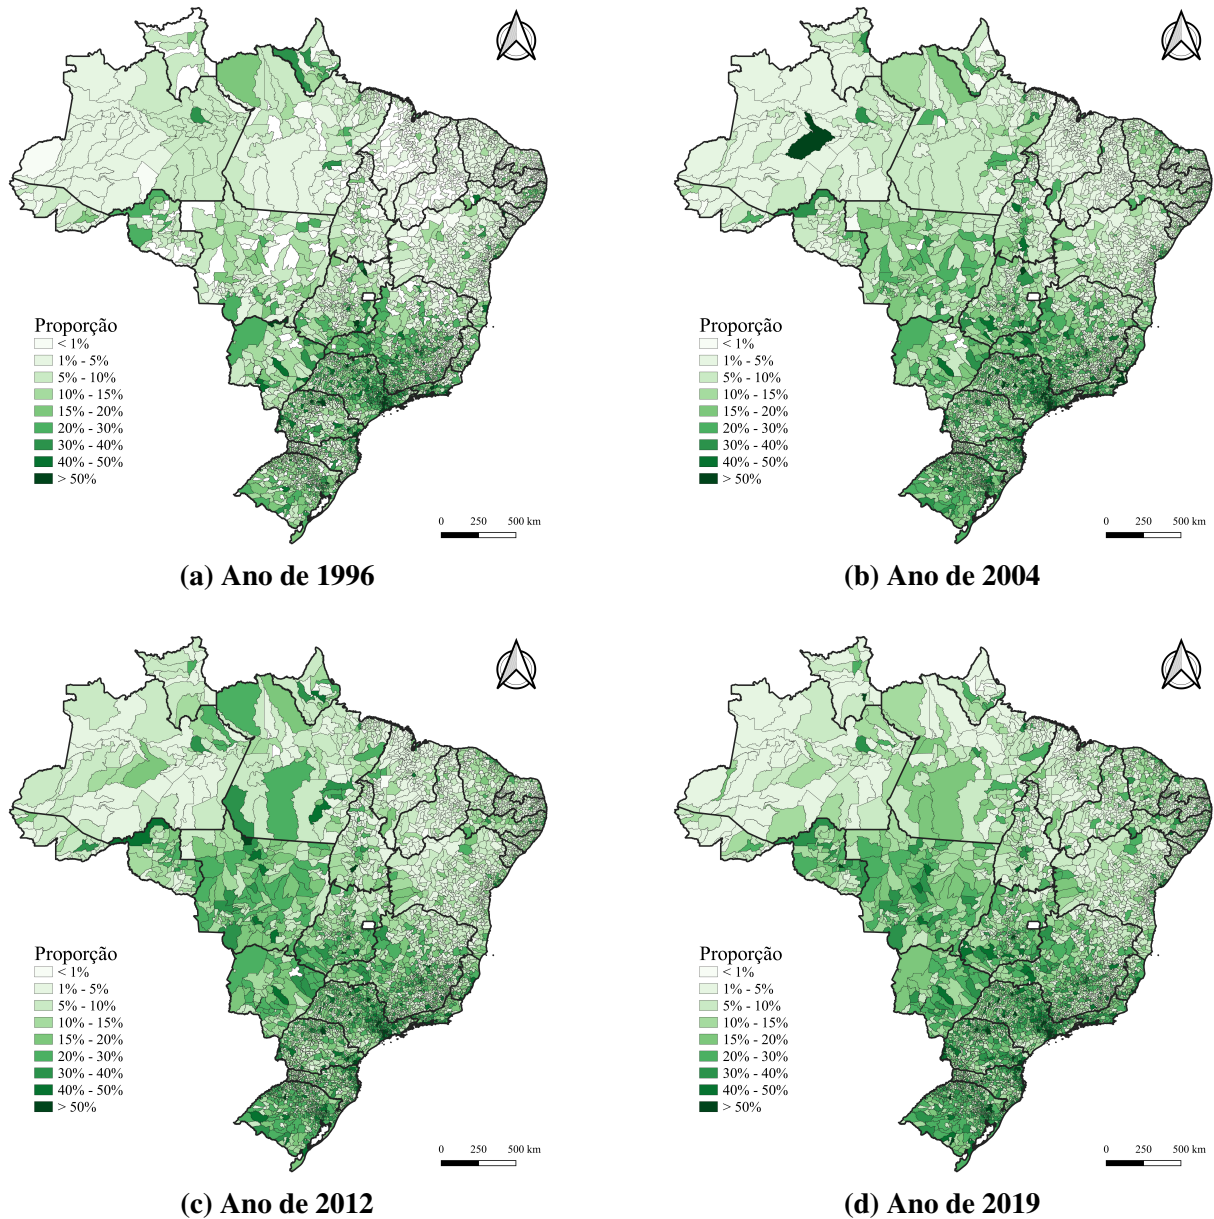 Proporção
< 1%
1% - 5%
5% - 10%
10% - 15%
15% - 20%
20% - 30%
30% - 40%
40% - 50%
> 50%
0 250 500 km
(a) Ano de 1996
Proporção
< 1%
1% - 5%
5% - 10%
10% - 15%
15% - 20%
20% - 30%
30% - 40%
40% - 50%
> 50%
0 250 500 km
(b) Ano de 2004
Proporção
< 1%
1% - 5%
5% - 10%
10% - 15%
15% - 20%
20% - 30%
30% - 40%
40% - 50%
> 50%
0 250 500 km
(c) Ano de 2012
Proporção
< 1%
1% - 5%
5% - 10%
10% - 15%
15% - 20%
20% - 30%
30% - 40%
40% - 50%
> 50%
0 250 500 km
(d) Ano de 2019